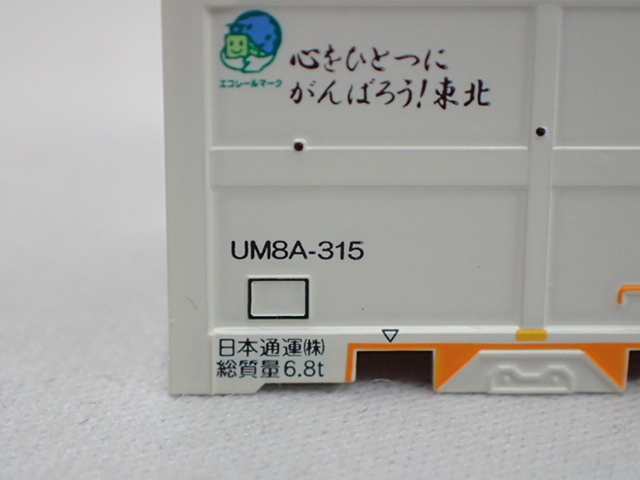 エコレールマーク
心をひとつに
がんばろう!東北
UM8A-315
日本通運㈱
総質量6.8t